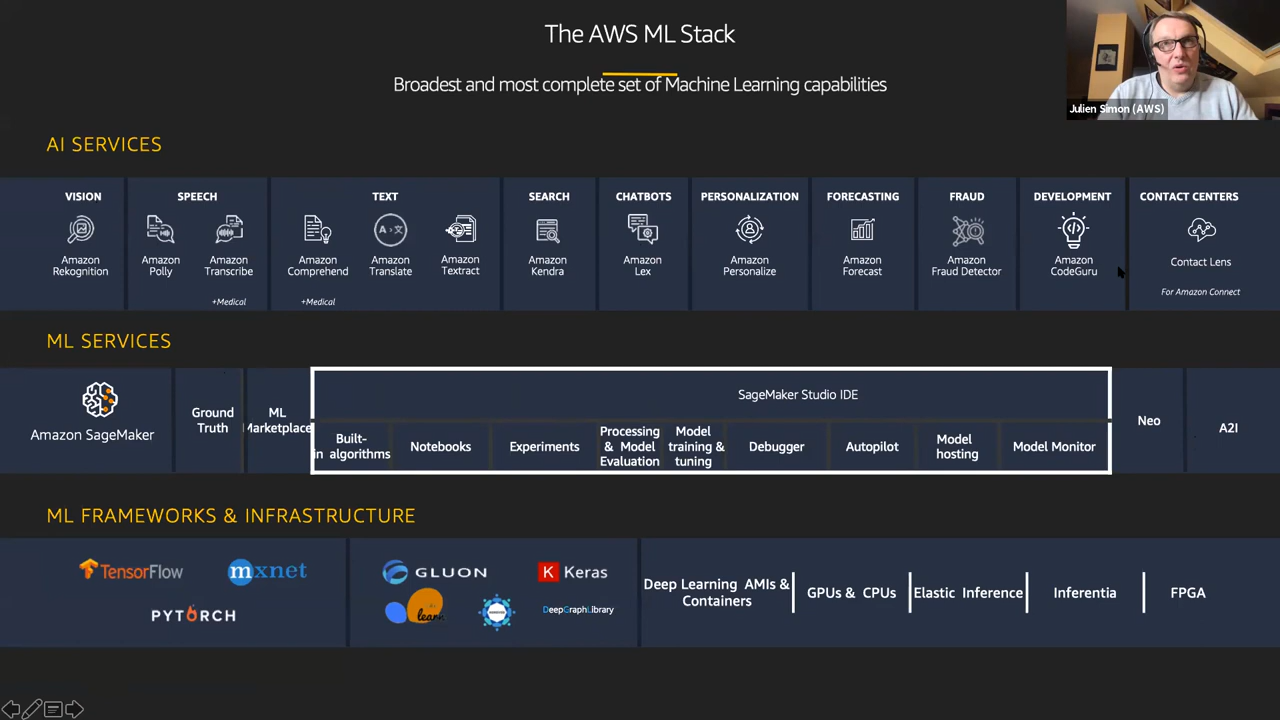 The AWS ML Stack
Broadest and most complete set of Machine Learning capabilities
Julien Simon (AWS)
AI SERVICES
VISION
Amazon
Rekognition
SPEECH
Amazon
Polly
Amazon
Transcribe
+Medical
TEXT
Amazon
Comprehend
+Medical
Amazon
Translate
Amazon
Textract
SEARCH
Amazon
Kendra
CHATBOTS
Amazon
Lex
PERSONALIZATION
Amazon
Personalize
FORECASTING
Amazon
Forecast
FRAUD
Amazon
Fraud Detector
DEVELOPMENT
Amazon
CodeGuru
CONTACT CENTERS
Contact Lens
For Amazon Connect
ML SERVICES
Amazon SageMaker
Ground
Truth
ML
Marketplace
SageMaker Studio IDE
Built-
in algorithms
Notebooks
Experiments
Processing
& Model
Evaluation
Model
training &
tuning
Debugger
Autopilot
Model
hosting
Model Monitor
Neo
A2I
ML FRAMEWORKS & INFRASTRUCTURE
TensorFlow
mxnet
PYTORCH
GLUON
K Keras
learn
DeepGraphLibrary
Deep Learning AMIs &
Containers
GPUs & CPUs
Elastic Inference
Inferentia
FPGA